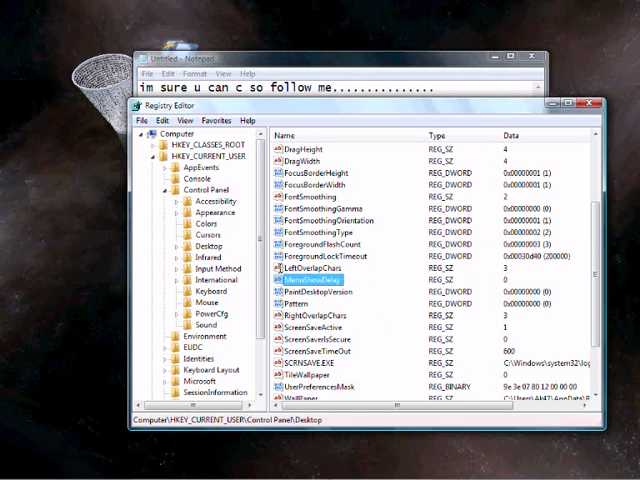 Untitled - Notepad
File Edit Format View Help
im sure u can c so follow me...............
Registry Editor
File Edit View Favorites Help
Computer
HKEY_CLASSES_ROOT
HKEY_CURRENT_USER
AppEvents
Console
Control Panel
Accessibility
Appearance
Colors
Cursors
Desktop
Infrared
Input Method
International
Keyboard
Mouse
PowerCfg
Sound
Environment
EUDC
Identities
Keyboard Layout
Microsoft
SessionInformation
Name Type Data
DragHeight REG_SZ 4
DragWidth REG_SZ 4
FocusBorderHeight REG_DWORD 0x00000001 (1)
FocusBorderWidth REG_DWORD 0x00000001 (1)
FontSmoothing REG_SZ 2
FontSmoothingGamma REG_DWORD 0x00000000 (0)
FontSmoothingOrientation REG_DWORD 0x00000001 (1)
FontSmoothingType REG_DWORD 0x00000002 (2)
ForegroundFlashCount REG_DWORD 0x00000003 (3)
ForegroundLockTimeout REG_DWORD 0x00030d40 (200000)
LeftOverlapChars REG_SZ 3
MenuShowDelay REG_SZ 0
PaintDesktopVersion REG_DWORD 0x00000000 (0)
Pattern REG_DWORD 0x00000000 (0)
RightOverlapChars REG_SZ 3
ScreenSaveActive REG_SZ 1
ScreenSaverIsSecure REG_SZ 0
ScreenSaveTimeOut REG_SZ 600
SCRNSAVE.EXE REG_SZ C:\Windows\system32\log
TileWallpaper REG_SZ 0
UserPreferencesMask REG_BINARY 9e 3e 07 80 12 00 00 00
WallPaper REG_SZ
Computer\HKEY_CURRENT_USER\Control Panel\Desktop